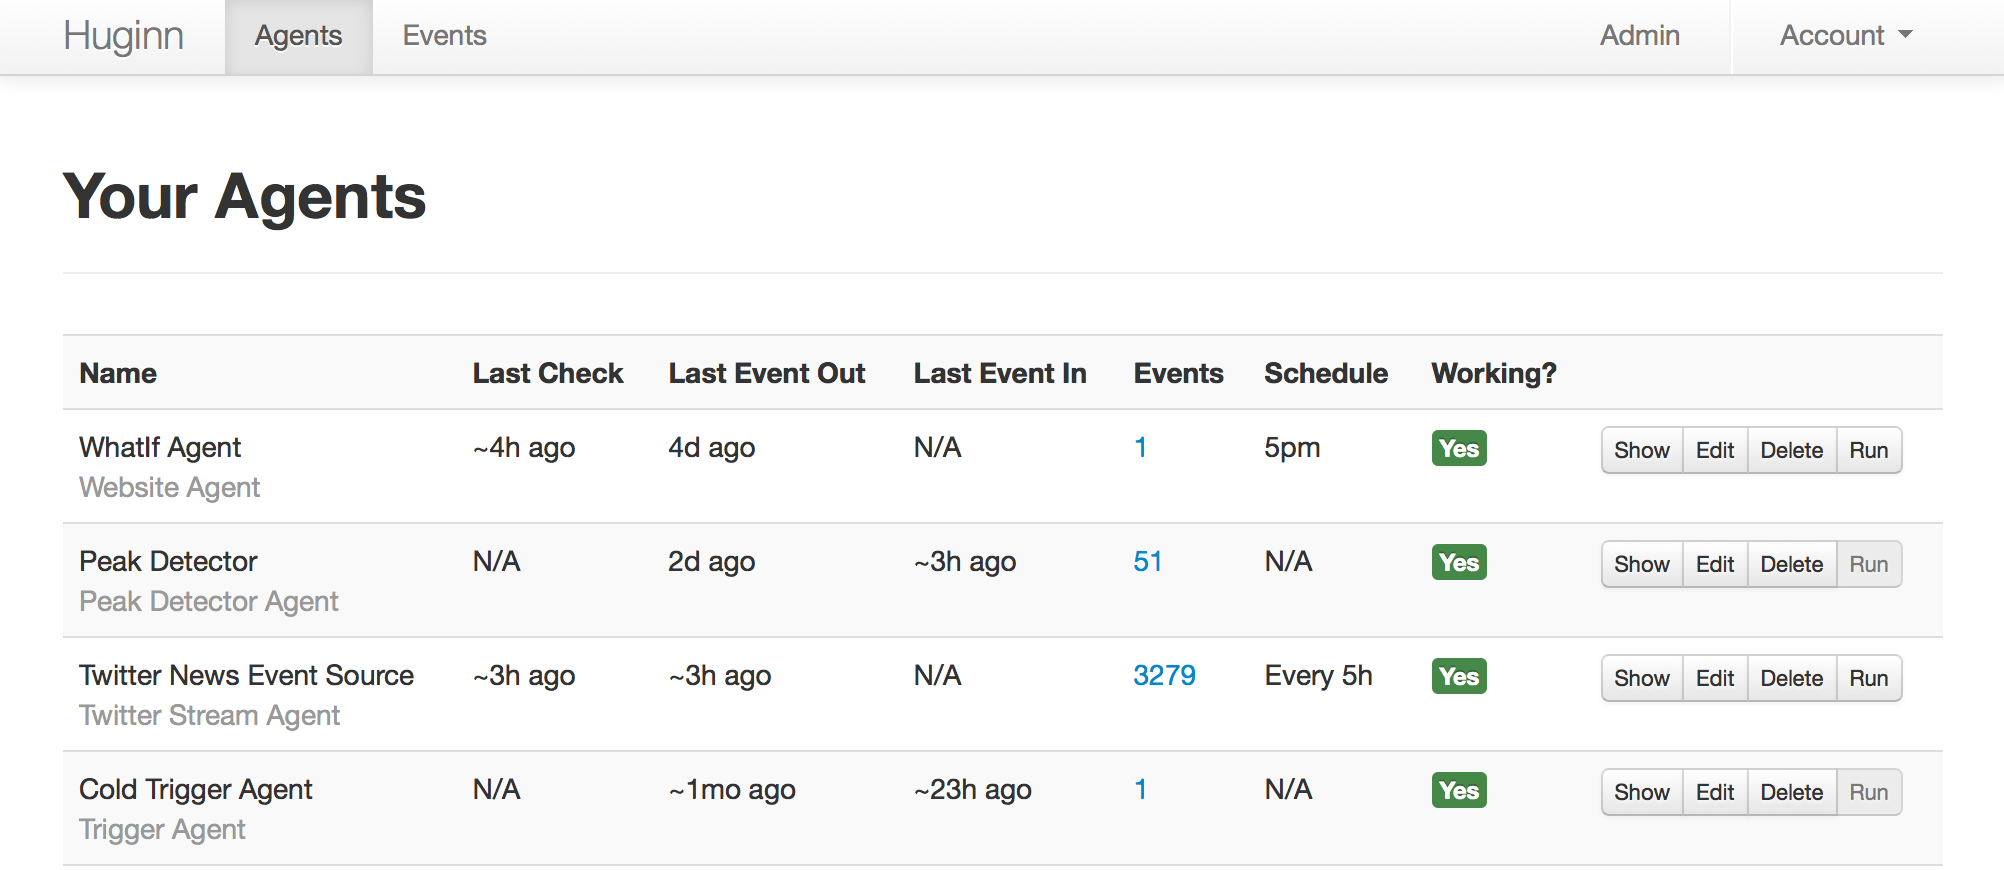 Huginn Agents Events Admin Account
Your Agents
Name Last Check Last Event Out Last Event In Events Schedule Working?
WhatIf Agent ~4h ago 4d ago N/A 1 5pm Yes Show Edit Delete Run
Website Agent
Peak Detector N/A 2d ago ~3h ago 51 N/A Yes Show Edit Delete Run
Peak Detector Agent
Twitter News Event Source ~3h ago ~3h ago N/A 3279 Every 5h Yes Show Edit Delete Run
Twitter Stream Agent
Cold Trigger Agent N/A ~1mo ago ~23h ago 1 N/A Yes Show Edit Delete Run
Trigger Agent